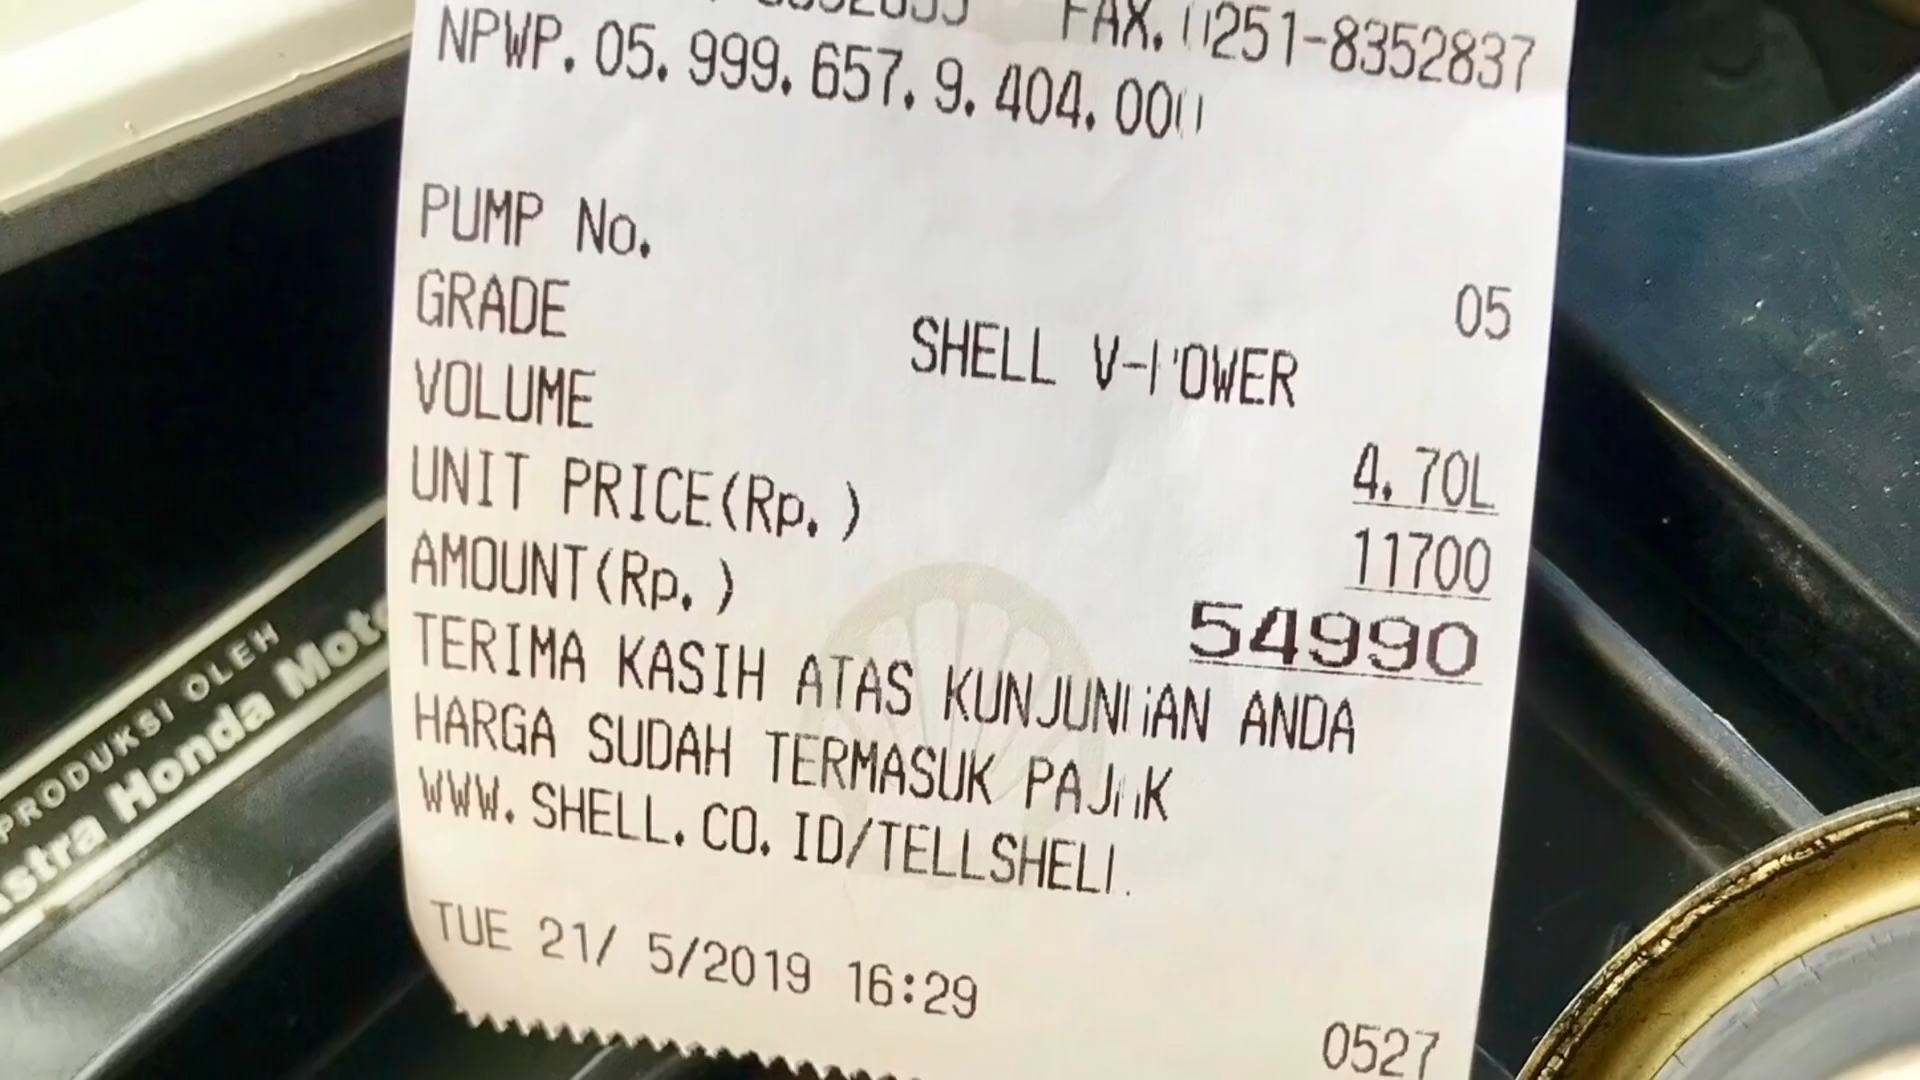 FAX. 0251-8352837
NPWP. 05. 999. 657. 9. 404. 000
PUMP No. 05
GRADE SHELL V-POWER
VOLUME 4. 70L
UNIT PRICE(Rp. ) 11700
AMOUNT(Rp. ) 54990
TERIMA KASIH ATAS KUNJUNGAN ANDA
HARGA SUDAH TERMASUK PAJAK
WWW. SHELL. CO. ID/TELLSHELL
TUE 21/ 5/2019 16:29
0527
PRODUKSI OLEH
Astra Honda Moto